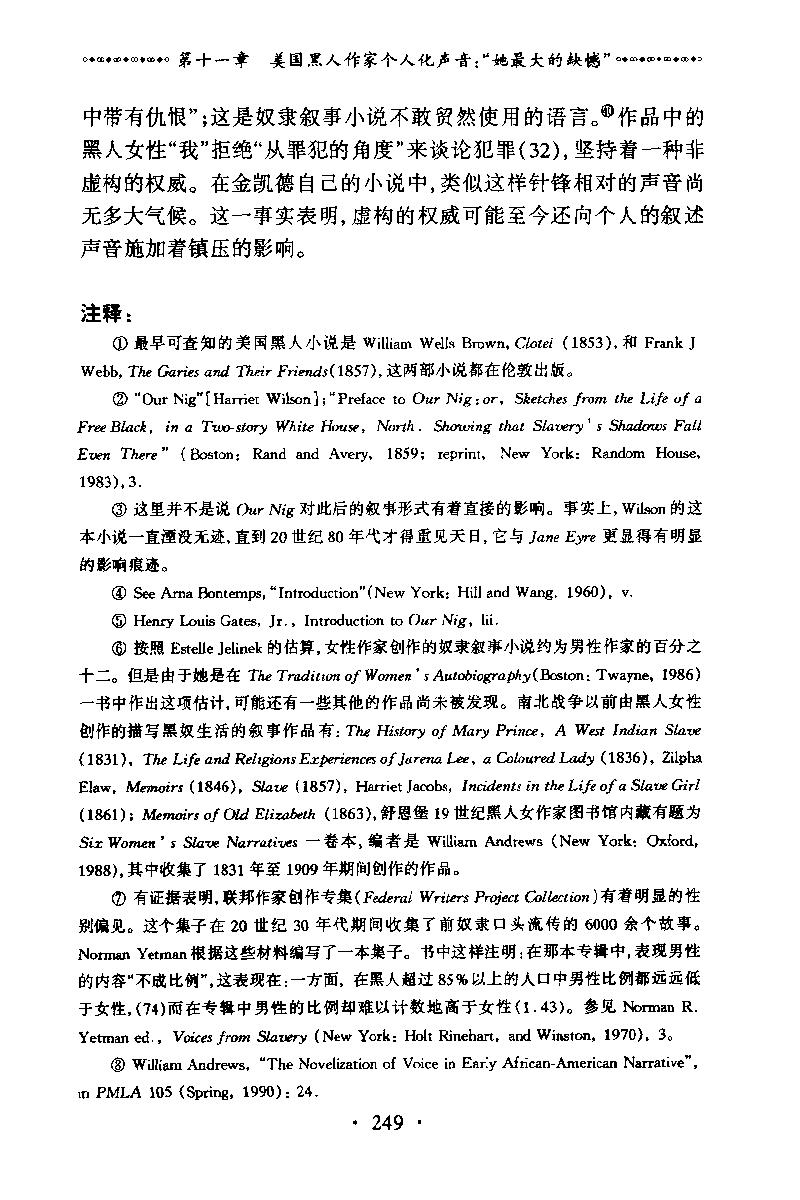 第十一章 美国黑人作家个人化声音:“她最大的缺憾”
中带有仇恨”;这是奴隶叙事小说不敢贸然使用的语言。㊵作品中的
黑人女性“我”拒绝“从罪犯的角度”来谈论犯罪(32),坚持着一种非
虚构的权威。在金凯德自己的小说中,类似这样针锋相对的声音尚
无多大气候。这一事实表明,虚构的权威可能至今还向个人的叙述
声音施加着镇压的影响。
注释:
① 最早可查知的美国黑人小说是 William Wells Brown, Clotel (1853), 和 Frank J
Webb, The Garies and Their Friends(1857),这两部小说都在伦敦出版。
② "Our Nig"[Harriet Wilson];"Preface to Our Nig:or, Sketches from the Life of a
Free Black, in a Two-story White House, North. Showing that Slavery's Shadows Fall
Even There" (Boston: Rand and Avery, 1859; reprint, New York: Random House,
1983),3.
③ 这里并不是说 Our Nig 对此后的叙事形式有着直接的影响。事实上,Wilson 的这
本小说一直湮没无迹,直到 20 世纪 80 年代才得重见天日,它与 Jane Eyre 更显得有明显
的影响痕迹。
④ See Arna Bontemps, "Introduction"(New York: Hill and Wang, 1960), v.
⑤ Henry Louis Gates, Jr., Introduction to Our Nig, lii.
⑥ 按照 Estelle Jelinek 的估算,女性作家创作的奴隶叙事小说约为男性作家的百分之
十二。但是由于她是在 The Tradition of Women's Autobiography(Boston: Twayne, 1986)
一书中作出这项估计,可能还有一些其他的作品尚未被发现。南北战争以前由黑人女性
创作的描写黑奴生活的叙事作品有: The History of Mary Prince, A West Indian Slave
(1831), The Life and Religions Experiences of Jarena Lee, a Coloured Lady (1836), Zilpha
Elaw, Memoirs (1846), Slave (1857), Harriet Jacobs, Incidents in the Life of a Slave Girl
(1861); Memoirs of Old Elizabeth (1863),舒恩堡 19 世纪黑人女作家图书馆内藏有题为
Six Women's Slave Narratives 一卷本,编者是 William Andrews (New York: Oxford,
1988),其中收集了 1831 年至 1909 年期间创作的作品。
⑦ 有证据表明,联邦作家创作专集(Federal Writers Project Collection)有着明显的性
别偏见。这个集子在 20 世纪 30 年代期间收集了前奴隶口头流传的 6000 余个故事。
Norman Yetman 根据这些材料编写了一本集子。书中这样注明:在那本专辑中,表现男性
的内容“不成比例”,这表现在:一方面, 在黑人超过 85%以上的人口中男性比例都远远低
于女性,(74)而在专辑中男性的比例却难以计数地高于女性(1.43)。参见 Norman R.
Yetman ed., Voices from Slavery (New York: Holt Rinehart, and Winston, 1970), 3。
⑧ William Andrews, "The Novelization of Voice in Early African-American Narrative",
in PMLA 105 (Spring, 1990): 24.
· 249 ·